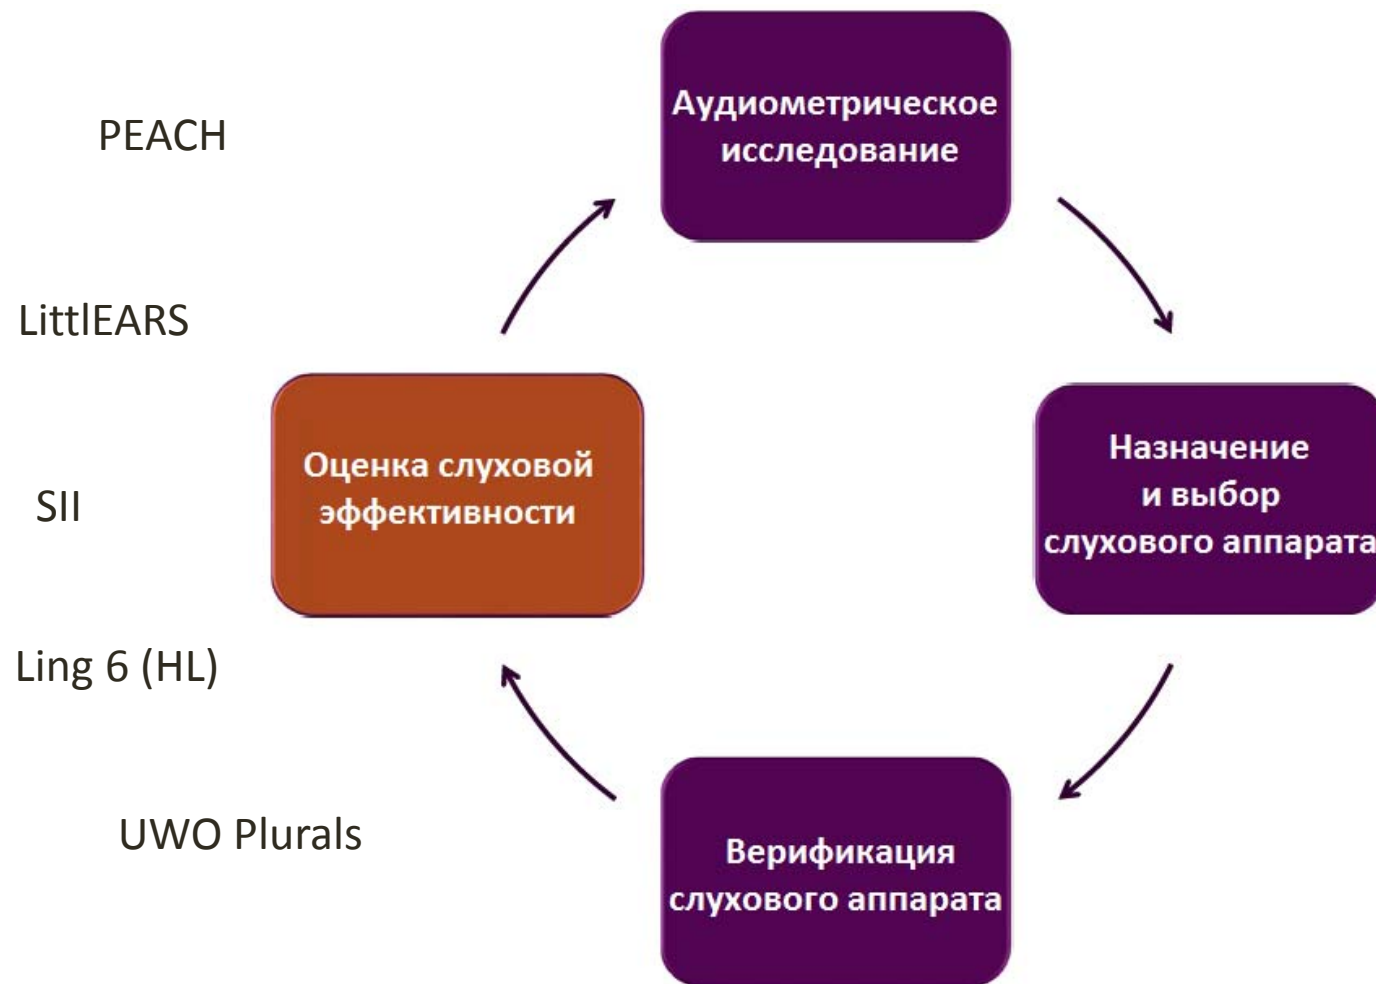 PEACH
LittlEARS
SII
Ling 6 (HL)
UWO Plurals
Аудиометрическое
исследование
Назначение
и выбор
слухового аппарата
Верификация
слухового аппарата
Оценка слуховой
эффективности